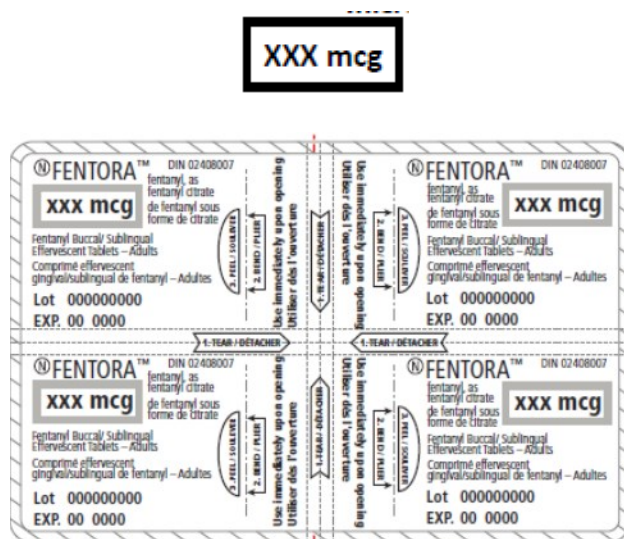 XXX mcg
Ⓝ FENTORA™ DIN 02408007
fentanyl, as
fentanyl citrate
xxx mcg
de fentanyl sous
forme de citrate
Fentanyl Buccal/ Sublingual
Effervescent Tablets – Adults
Comprimé effervescent
gingival/sublingual de fentanyl – Adultes
Lot 000000000
EXP. 00 0000
3. PEEL / SOULEVER
2. BEND / PLIER
Use immediately upon opening
Utiliser dès l'ouverture
1. TEAR / DÉTACHER
Use immediately upon opening
Utiliser dès l'ouverture
2. BEND / PLIER
3. PEEL / SOULEVER
Ⓝ FENTORA™ DIN 02408007
fentanyl, as
fentanyl citrate
xxx mcg
de fentanyl sous
forme de citrate
Fentanyl Buccal/ Sublingual
Effervescent Tablets – Adults
Comprimé effervescent
gingival/sublingual de fentanyl – Adultes
Lot 000000000
EXP. 00 0000
1. TEAR / DÉTACHER
1. TEAR / DÉTACHER
Ⓝ FENTORA™ DIN 02408007
fentanyl, as
fentanyl citrate
xxx mcg
de fentanyl sous
forme de citrate
Fentanyl Buccal/ Sublingual
Effervescent Tablets – Adults
Comprimé effervescent
gingival/sublingual de fentanyl – Adultes
Lot 000000000
EXP. 00 0000
3. PEEL / SOULEVER
2. BEND / PLIER
Use immediately upon opening
Utiliser dès l'ouverture
1. TEAR / DÉTACHER
Use immediately upon opening
Utiliser dès l'ouverture
2. BEND / PLIER
3. PEEL / SOULEVER
Ⓝ FENTORA™ DIN 02408007
fentanyl, as
fentanyl citrate
xxx mcg
de fentanyl sous
forme de citrate
Fentanyl Buccal/ Sublingual
Effervescent Tablets – Adults
Comprimé effervescent
gingival/sublingual de fentanyl – Adultes
Lot 000000000
EXP. 00 0000